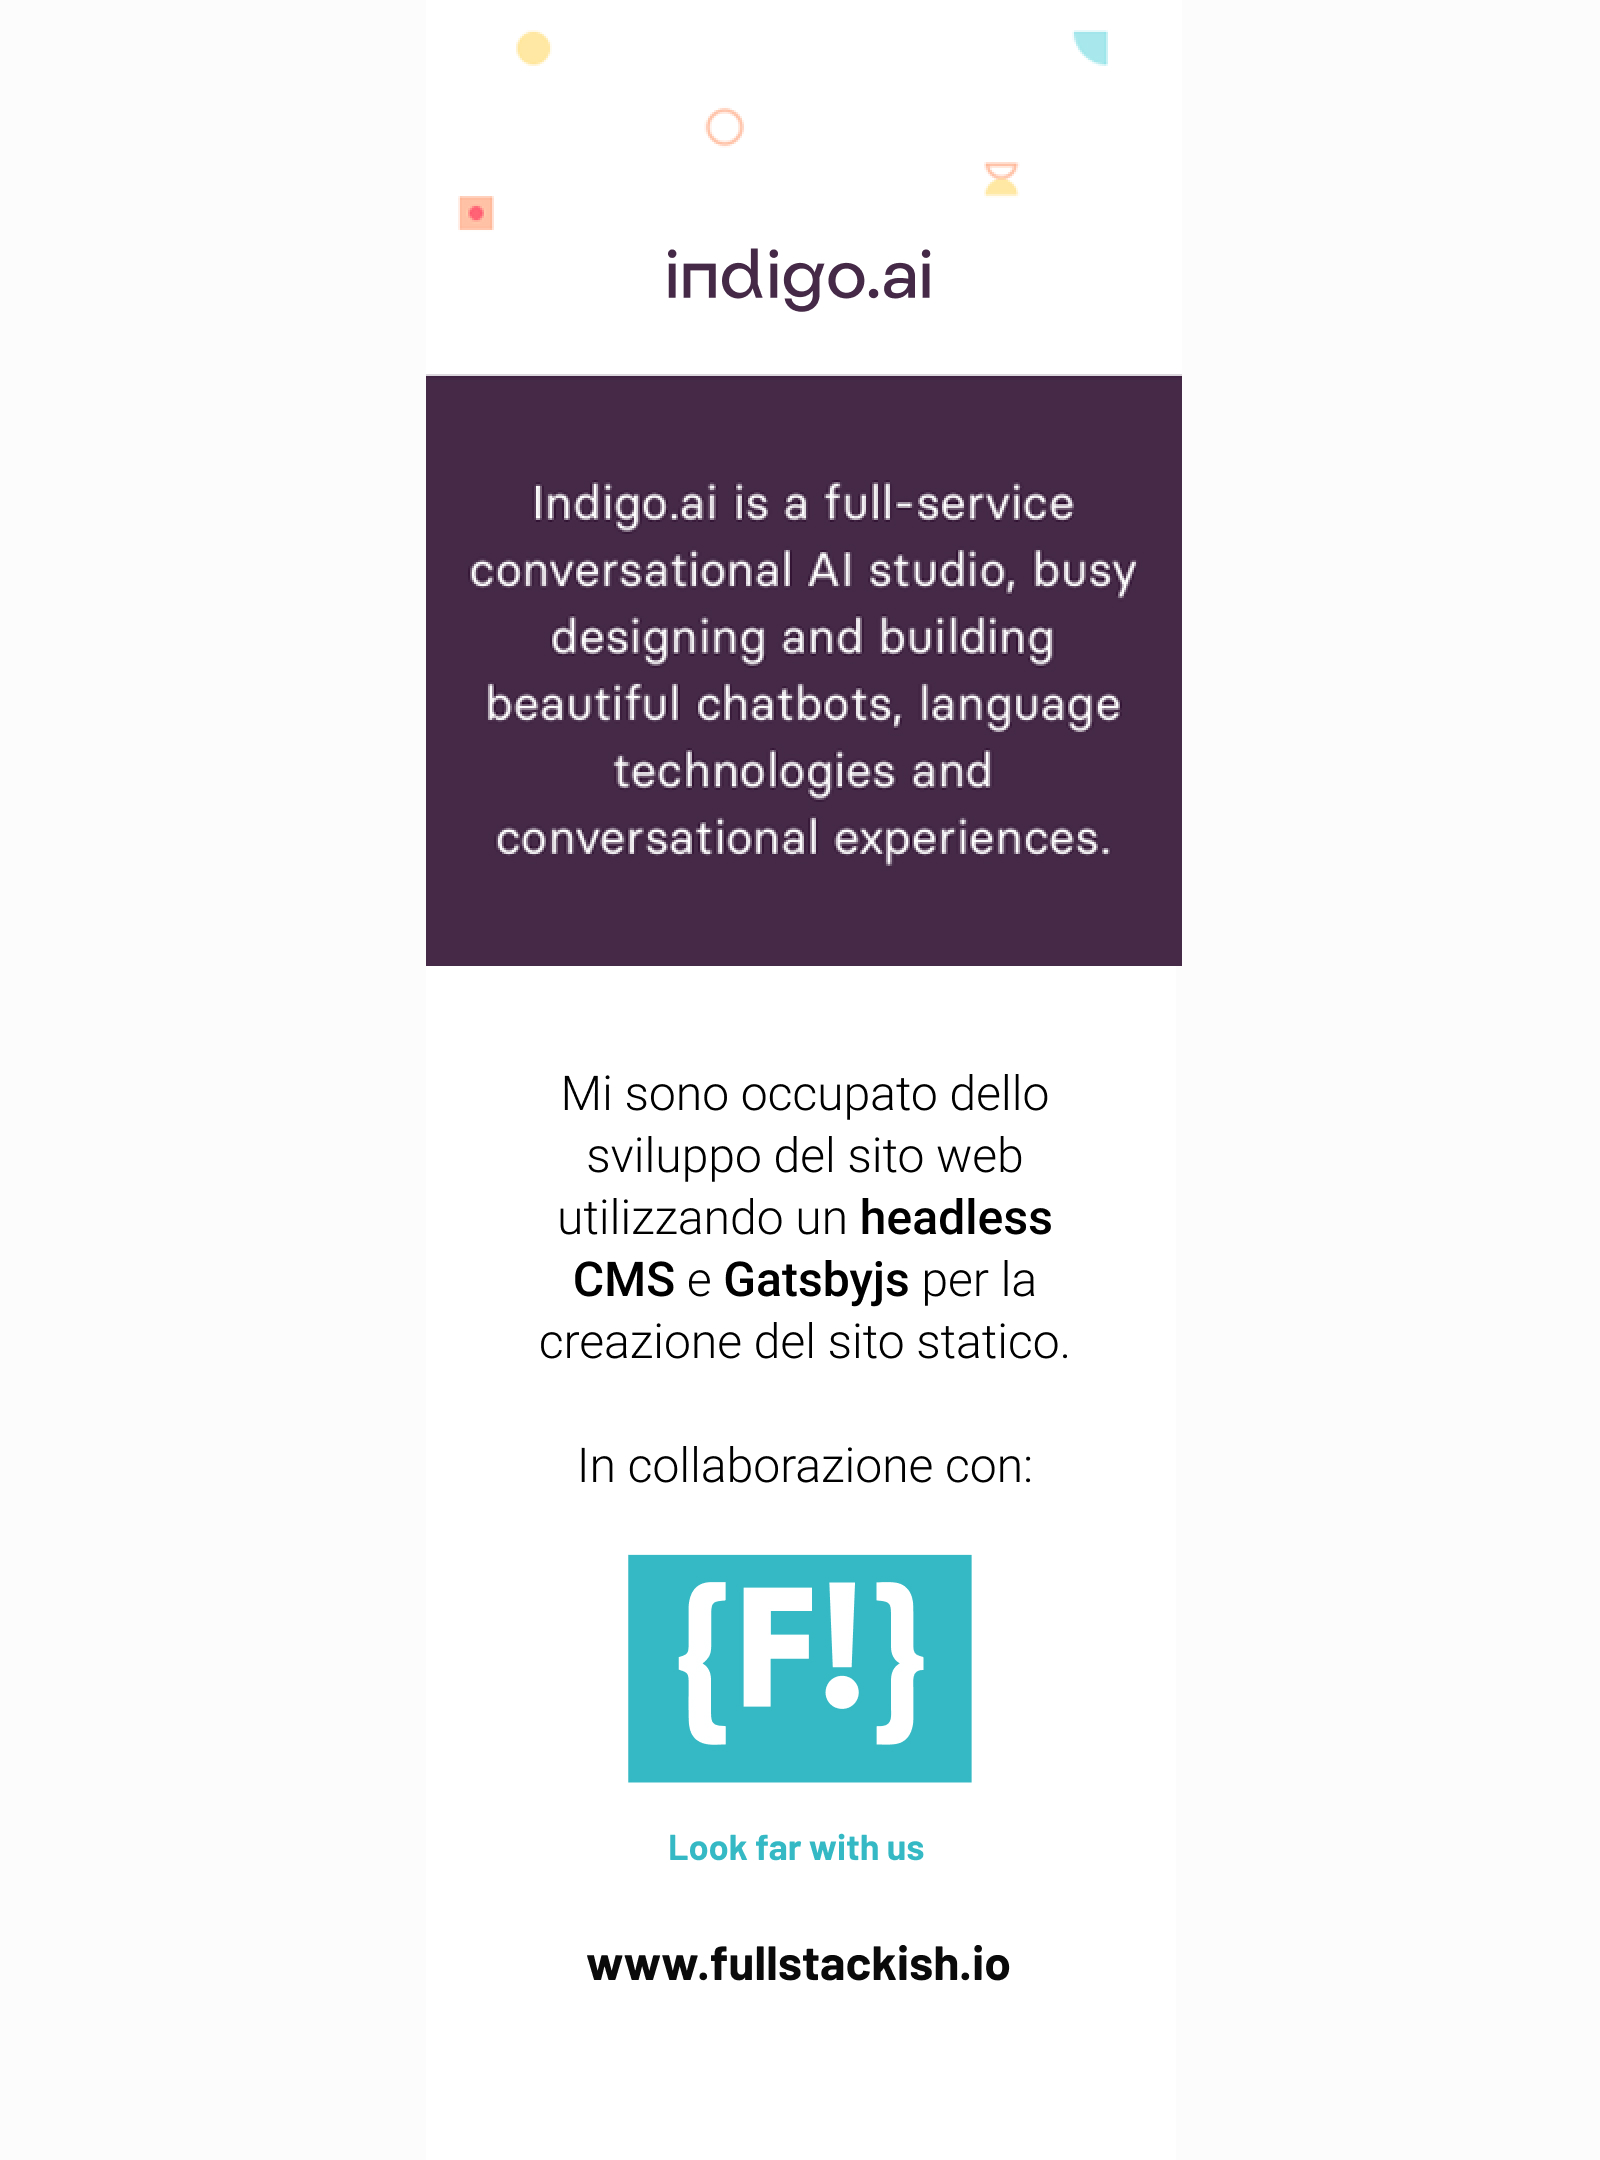 indigo.ai
Indigo.ai is a full-service
conversational AI studio, busy
designing and building
beautiful chatbots, language
technologies and
conversational experiences.
Mi sono occupato dello
sviluppo del sito web
utilizzando un headless
CMS e Gatsbyjs per la
creazione del sito statico.
In collaborazione con:
{F!}
Look far with us
www.fullstackish.io